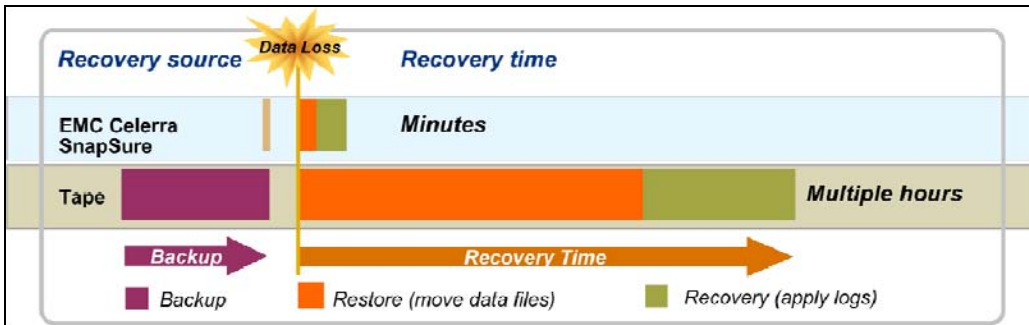 Data Loss
Recovery source
Recovery time
EMC Celerra
SnapSure
Minutes
Tape
Multiple hours
Backup
Recovery Time
Backup
Restore (move data files)
Recovery (apply logs)